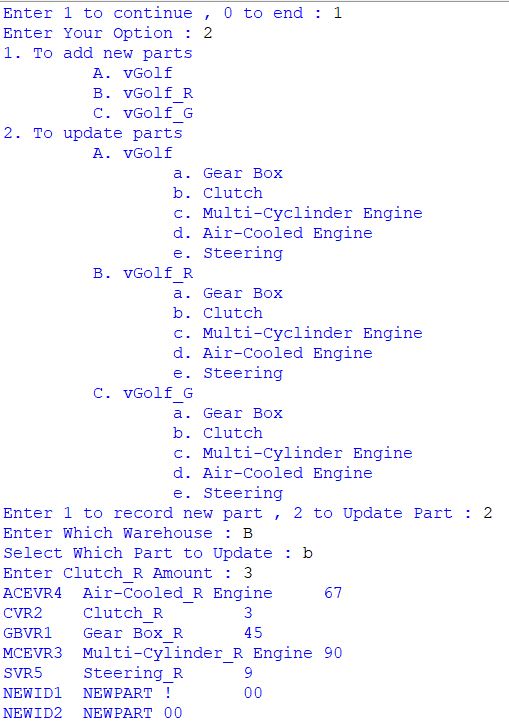 Enter 1 to continue , 0 to end : 1
Enter Your Option : 2
1. To add new parts
A. vGolf
B. vGolf_R
C. vGolf_G
2. To update parts
A. vGolf
a. Gear Box
b. Clutch
c. Multi-Cyclinder Engine
d. Air-Cooled Engine
e. Steering
B. vGolf_R
a. Gear Box
b. Clutch
c. Multi-Cyclinder Engine
d. Air-Cooled Engine
e. Steering
C. vGolf_G
a. Gear Box
b. Clutch
c. Multi-Cylinder Engine
d. Air-Cooled Engine
e. Steering
Enter 1 to record new part , 2 to Update Part : 2
Enter Which Warehouse : B
Select Which Part to Update : b
Enter Clutch_R Amount : 3
ACEVR4 Air-Cooled_R Engine 67
CVR2 Clutch_R 3
GBVR1 Gear Box_R 45
MCEVR3 Multi-Cylinder_R Engine 90
SVR5 Steering_R 9
NEWID1 NEWPART ! 00
NEWID2 NEWPART 00